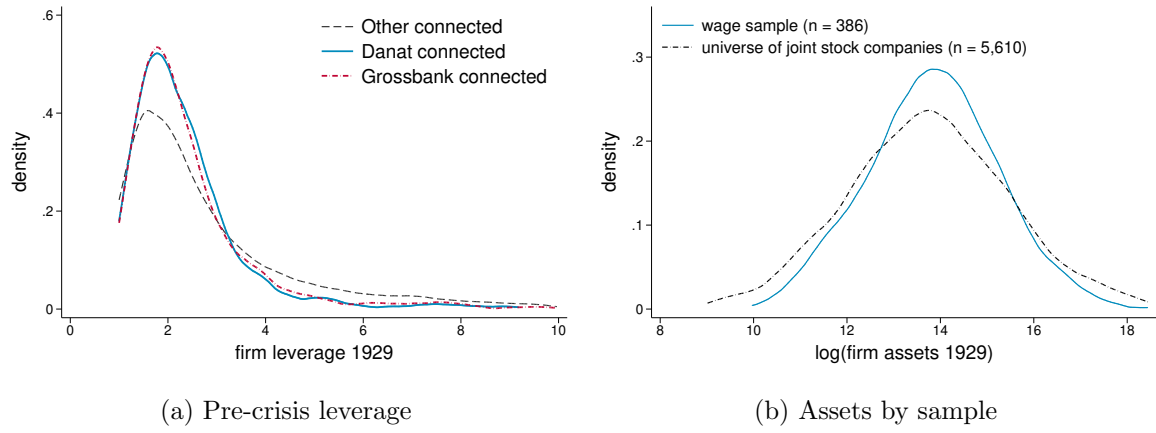 .6
.4
.2
0
density
Other connected
Danat connected
Grossbank connected
0 2 4 6 8 10
firm leverage 1929
(a) Pre-crisis leverage
.3
.2
.1
0
density
wage sample (n = 386)
universe of joint stock companies (n = 5,610)
8 10 12 14 16 18
log(firm assets 1929)
(b) Assets by sample